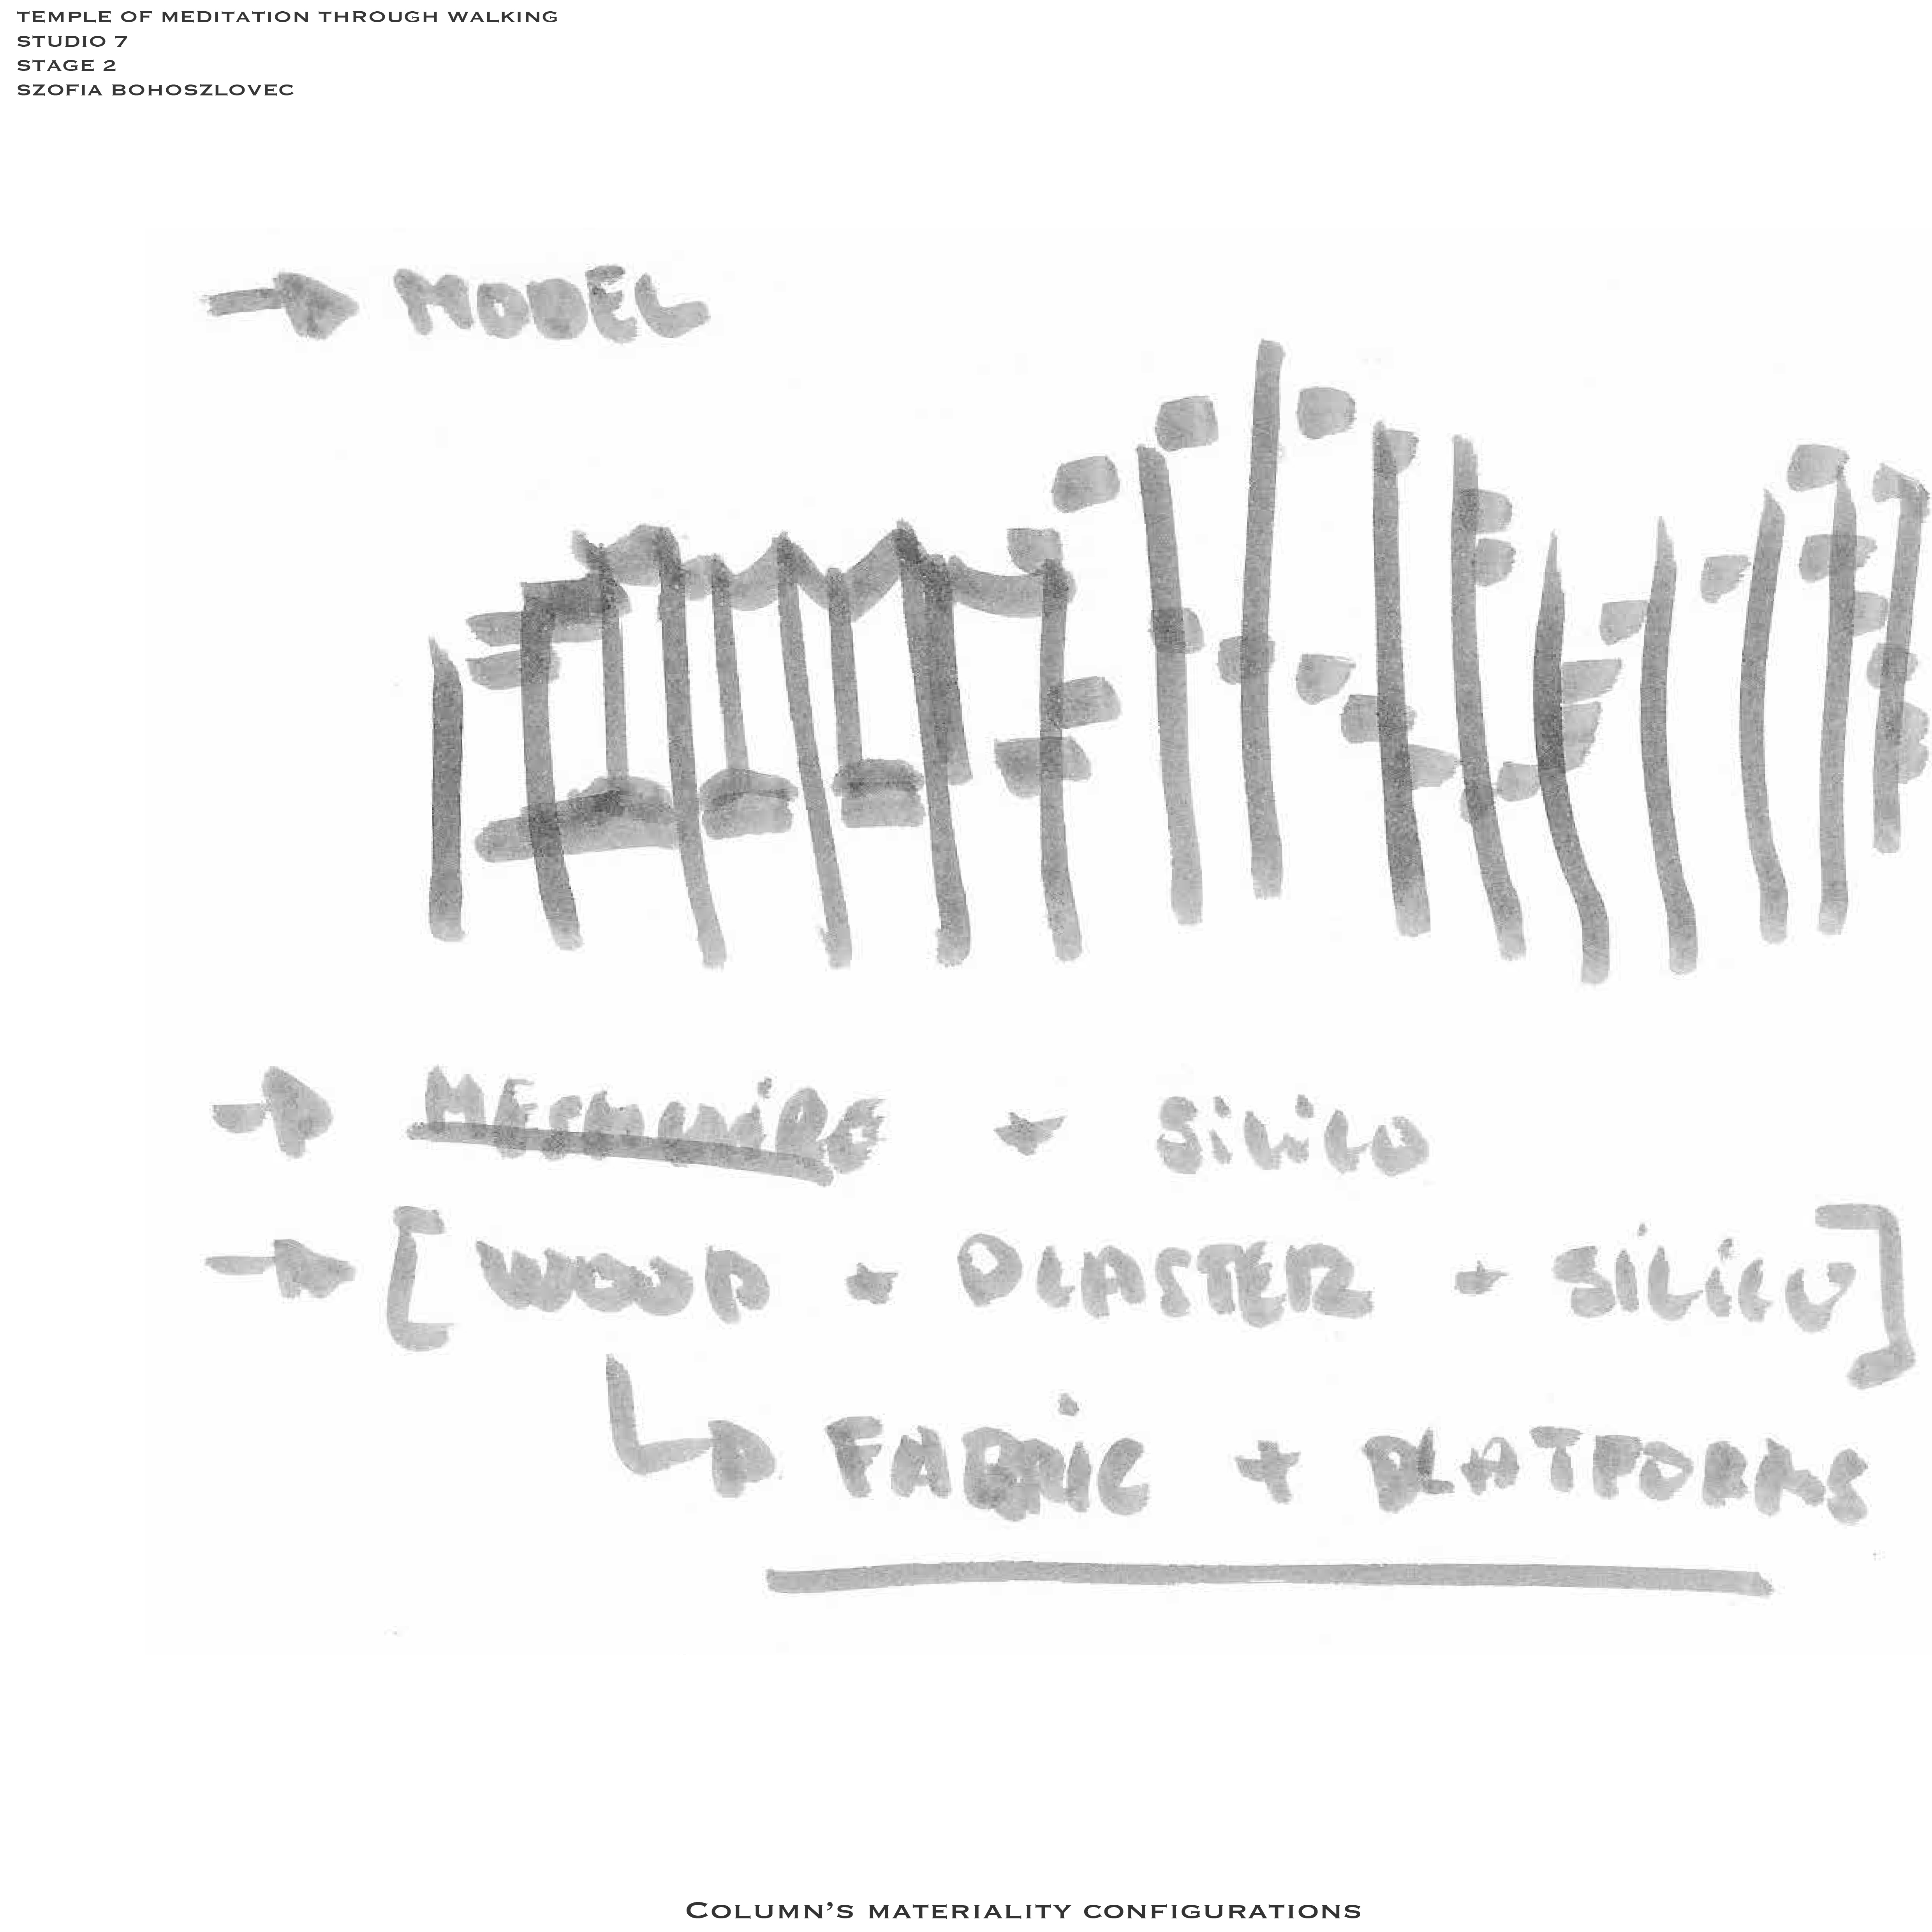 TEMPLE OF MEDITATION THROUGH WALKING
STUDIO 7
STAGE 2
SZOFIA BOHOSZLOVEC
→ MODEL
→ MESHWIRE + SiLiCO
→ [WOOD + PLASTER + SiLiCO]
↳ FABRiC + PLATFORMS
COLUMN'S MATERIALITY CONFIGURATIONS